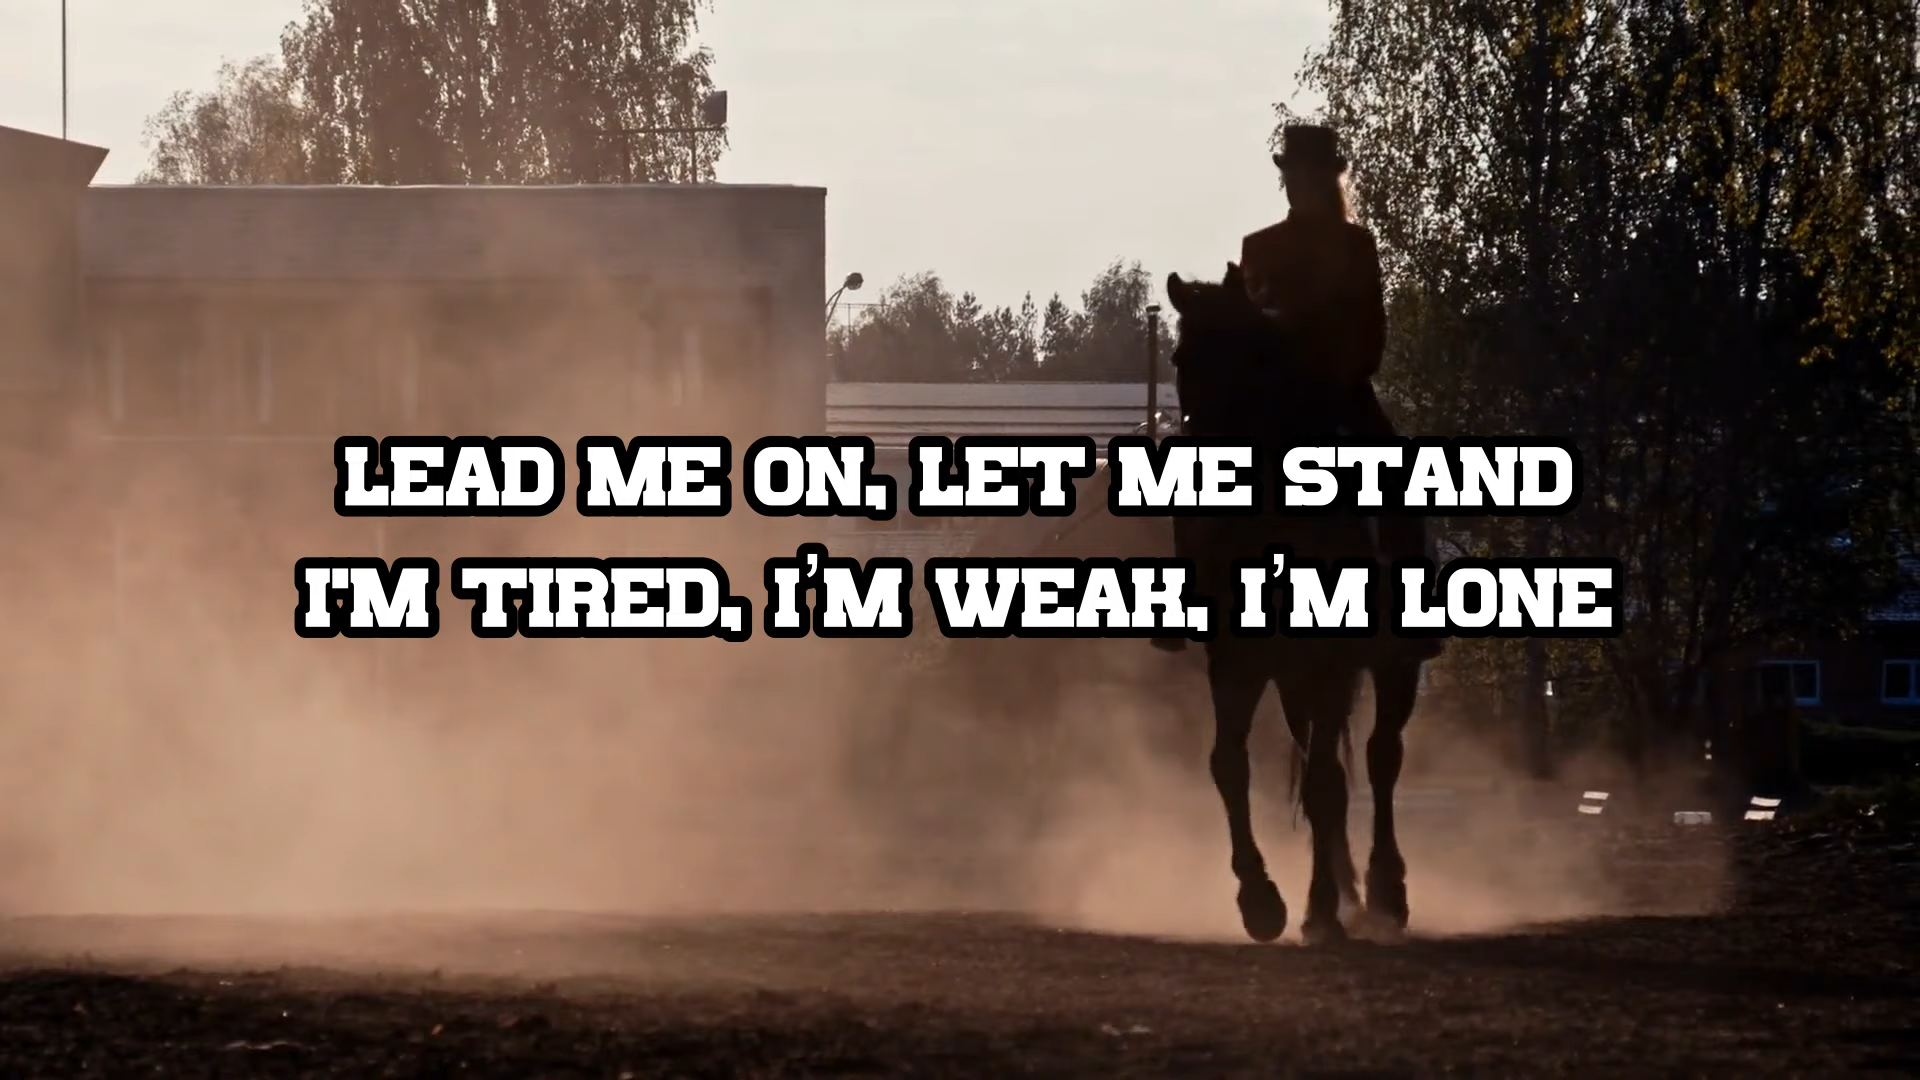 LEAD ME ON, LET ME STAND
I'M TIRED, I'M WEAK, I'M LONE